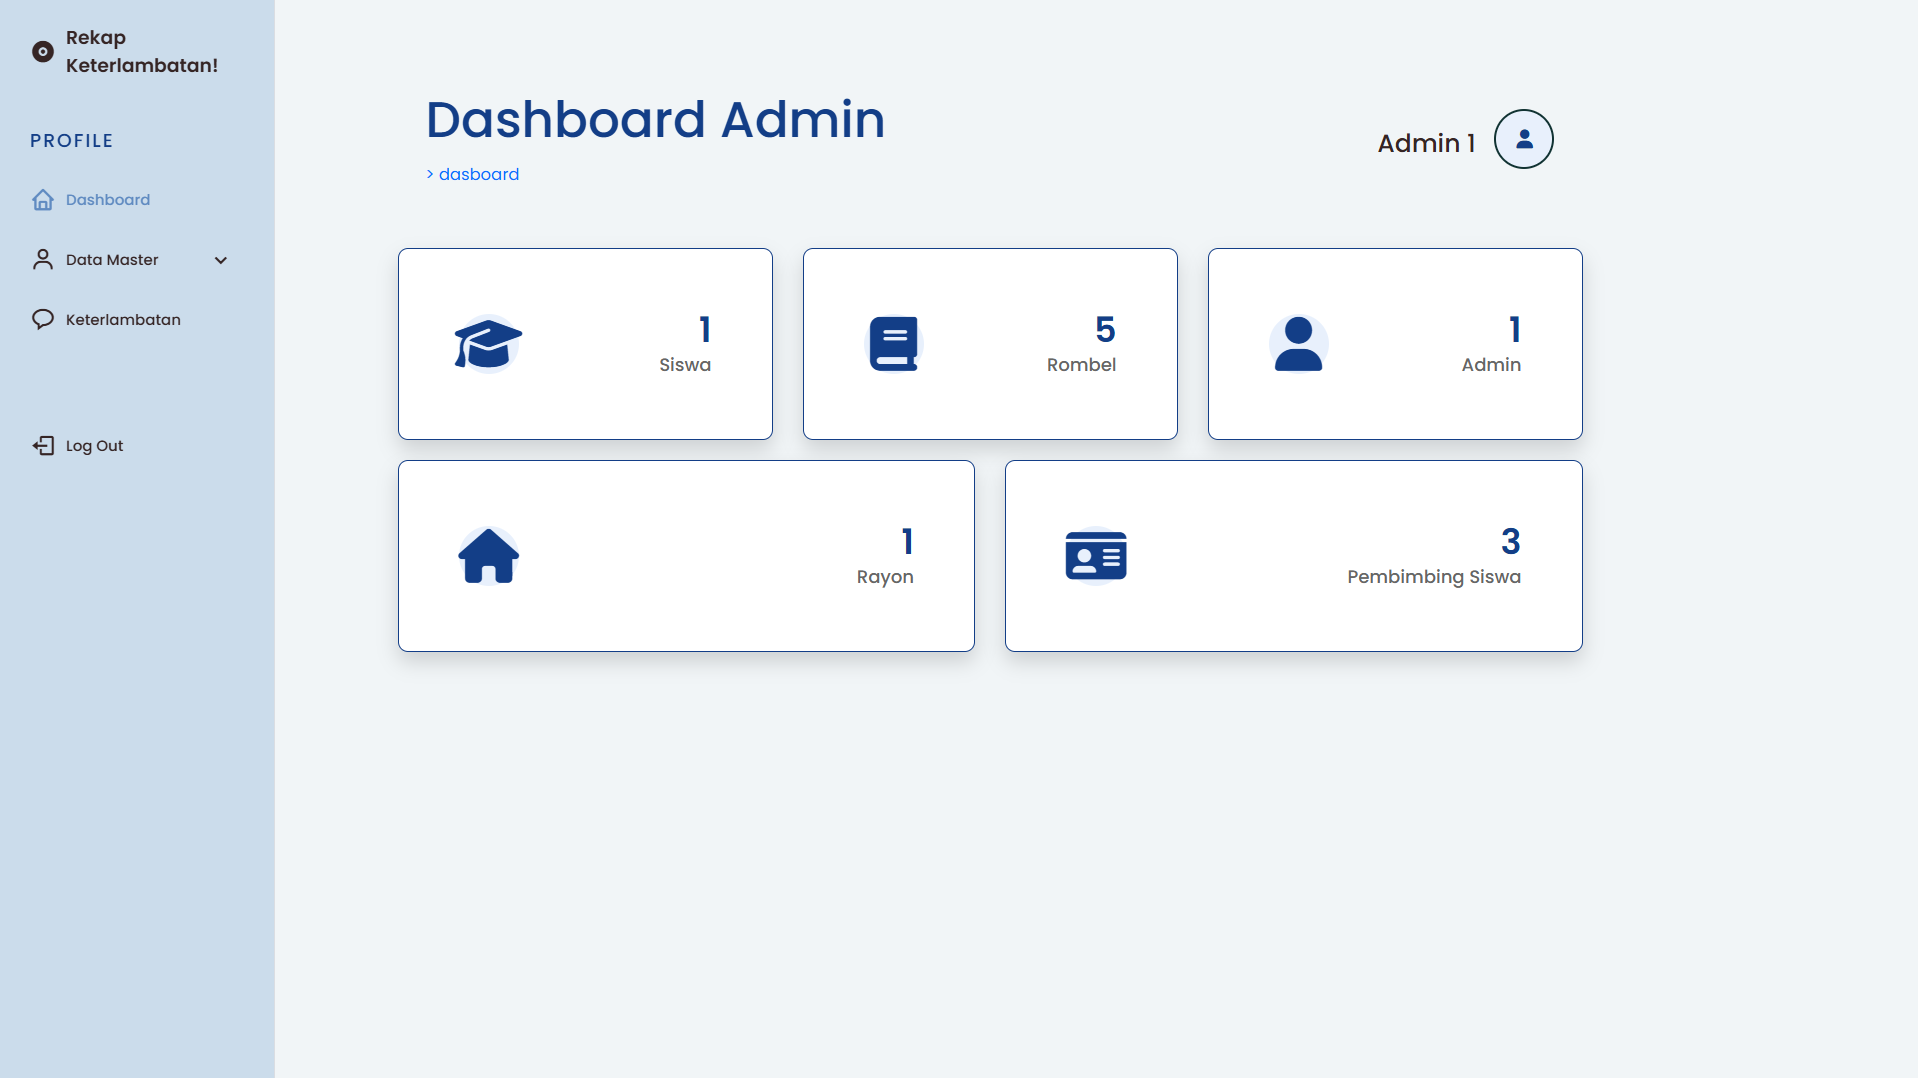 Rekap
Keterlambatan!
PROFILE
Dashboard
Data Master
Keterlambatan
Log Out
Dashboard Admin
> dasboard
Admin 1
1
Siswa
5
Rombel
1
Admin
1
Rayon
3
Pembimbing Siswa